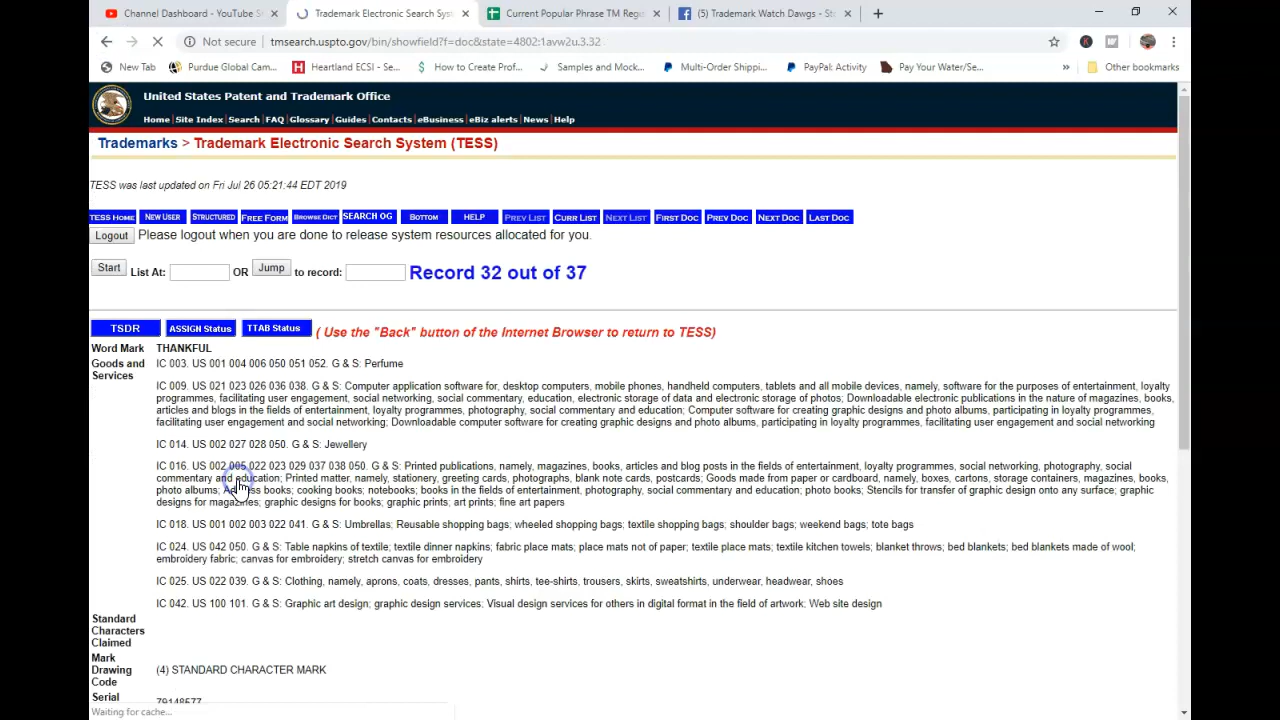 Channel Dashboard - YouTube S
Trademark Electronic Search Syst
Current Popular Phrase TM Regi
(5) Trademark Watch Dawgs - Sto
Not secure | tmsearch.uspto.gov/bin/showfield?f=doc&state=4802:1avw2u.3.32
New Tab Purdue Global Cam... Heartland ECSI - Se... How to Create Prof... Samples and Mock... Multi-Order Shippi... PayPal: Activity Pay Your Water/Se... » Other bookmarks
United States Patent and Trademark Office
Home | Site Index | Search | FAQ | Glossary | Guides | Contacts | eBusiness | eBiz alerts | News | Help
Trademarks > Trademark Electronic Search System (TESS)
TESS was last updated on Fri Jul 26 05:21:44 EDT 2019
TESS HOME NEW USER STRUCTURED FREE FORM BROWSE DICT SEARCH OG BOTTOM HELP PREV LIST CURR LIST NEXT LIST FIRST DOC PREV DOC NEXT DOC LAST DOC
Logout Please logout when you are done to release system resources allocated for you.
Start List At: OR Jump to record: Record 32 out of 37
TSDR ASSIGN Status TTAB Status ( Use the "Back" button of the Internet Browser to return to TESS)
Word Mark THANKFUL
Goods and Services IC 003. US 001 004 006 050 051 052. G & S: Perfume
IC 009. US 021 023 026 036 038. G & S: Computer application software for, desktop computers, mobile phones, handheld computers, tablets and all mobile devices, namely, software for the purposes of entertainment, loyalty
programmes, facilitating user engagement, social networking, social commentary, education, electronic storage of data and electronic storage of photos; Downloadable electronic publications in the nature of magazines, books,
articles and blogs in the fields of entertainment, loyalty programmes, photography, social commentary and education; Computer software for creating graphic designs and photo albums, participating in loyalty programmes,
facilitating user engagement and social networking; Downloadable computer software for creating graphic designs and photo albums, participating in loyalty programmes, facilitating user engagement and social networking
IC 014. US 002 027 028 050. G & S: Jewellery
IC 016. US 002 005 022 023 029 037 038 050. G & S: Printed publications, namely, magazines, books, articles and blog posts in the fields of entertainment, loyalty programmes, social networking, photography, social
commentary and education; Printed matter, namely, stationery, greeting cards, photographs, blank note cards, postcards; Goods made from paper or cardboard, namely, boxes, cartons, storage containers, magazines, books,
photo albums; Address books; cooking books; notebooks; books in the fields of entertainment, photography, social commentary and education; photo books; Stencils for transfer of graphic design onto any surface; graphic
designs for magazines; graphic designs for books; graphic prints; art prints; fine art papers
IC 018. US 001 002 003 022 041. G & S: Umbrellas; Reusable shopping bags; wheeled shopping bags; textile shopping bags; shoulder bags; weekend bags; tote bags
IC 024. US 042 050. G & S: Table napkins of textile; textile dinner napkins; fabric place mats; place mats not of paper; textile place mats; textile kitchen towels; blanket throws; bed blankets; bed blankets made of wool;
embroidery fabric; canvas for embroidery; stretch canvas for embroidery
IC 025. US 022 039. G & S: Clothing, namely, aprons, coats, dresses, pants, shirts, tee-shirts, trousers, skirts, sweatshirts, underwear, headwear, shoes
IC 042. US 100 101. G & S: Graphic art design; graphic design services; Visual design services for others in digital format in the field of artwork; Web site design
Standard
Characters
Claimed
Mark
Drawing (4) STANDARD CHARACTER MARK
Code
Serial 79148577
Waiting for cache...